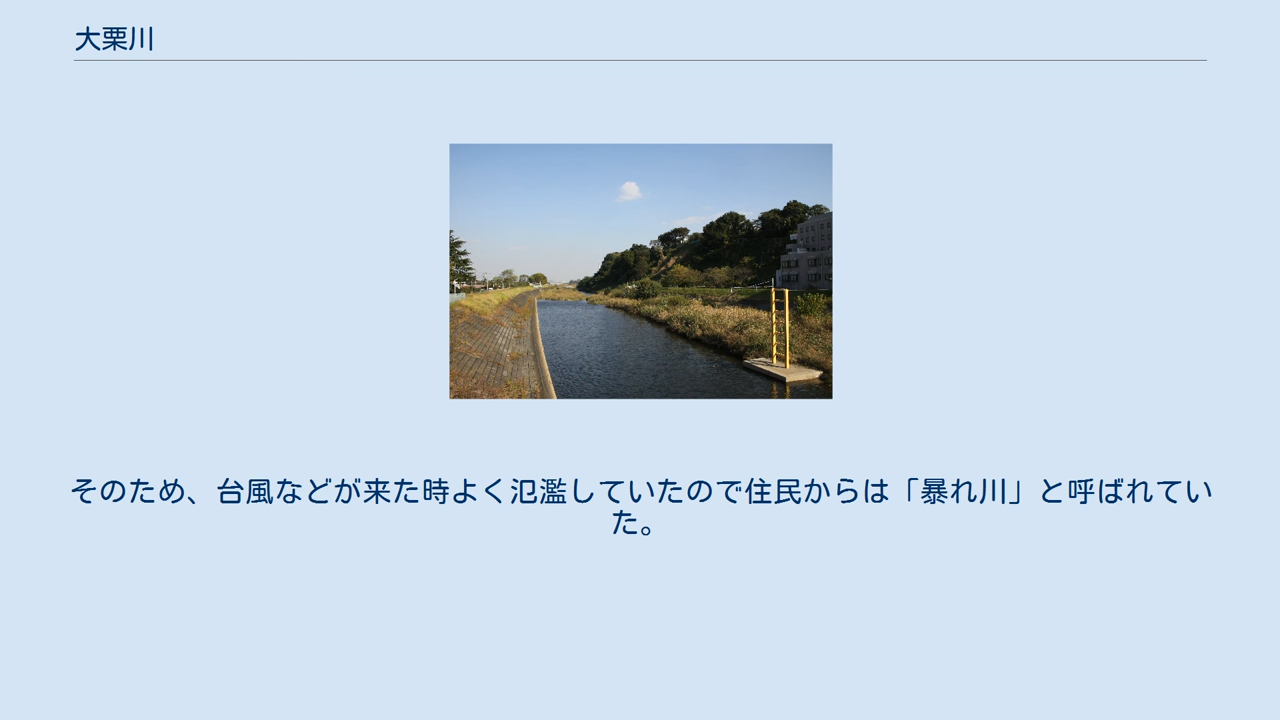 大栗川
そのため、台風などが来た時よく氾濫していたので住民からは「暴れ川」と呼ばれてい
た。